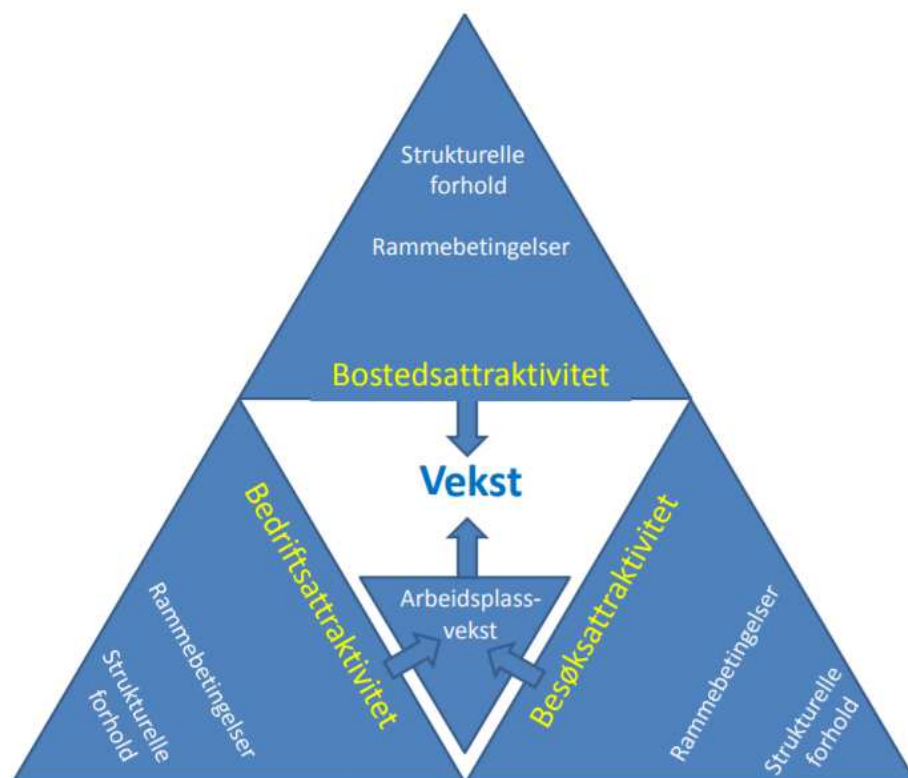 Strukturelle
forhold
Rammebetingelser
Bostedsattraktivitet
Vekst
Bedriftsattraktivitet
Besøksattraktivitet
Arbeidsplass-
vekst
Rammebetingelser
Strukturelle
forhold
Rammebetingelser
Strukturelle
forhold